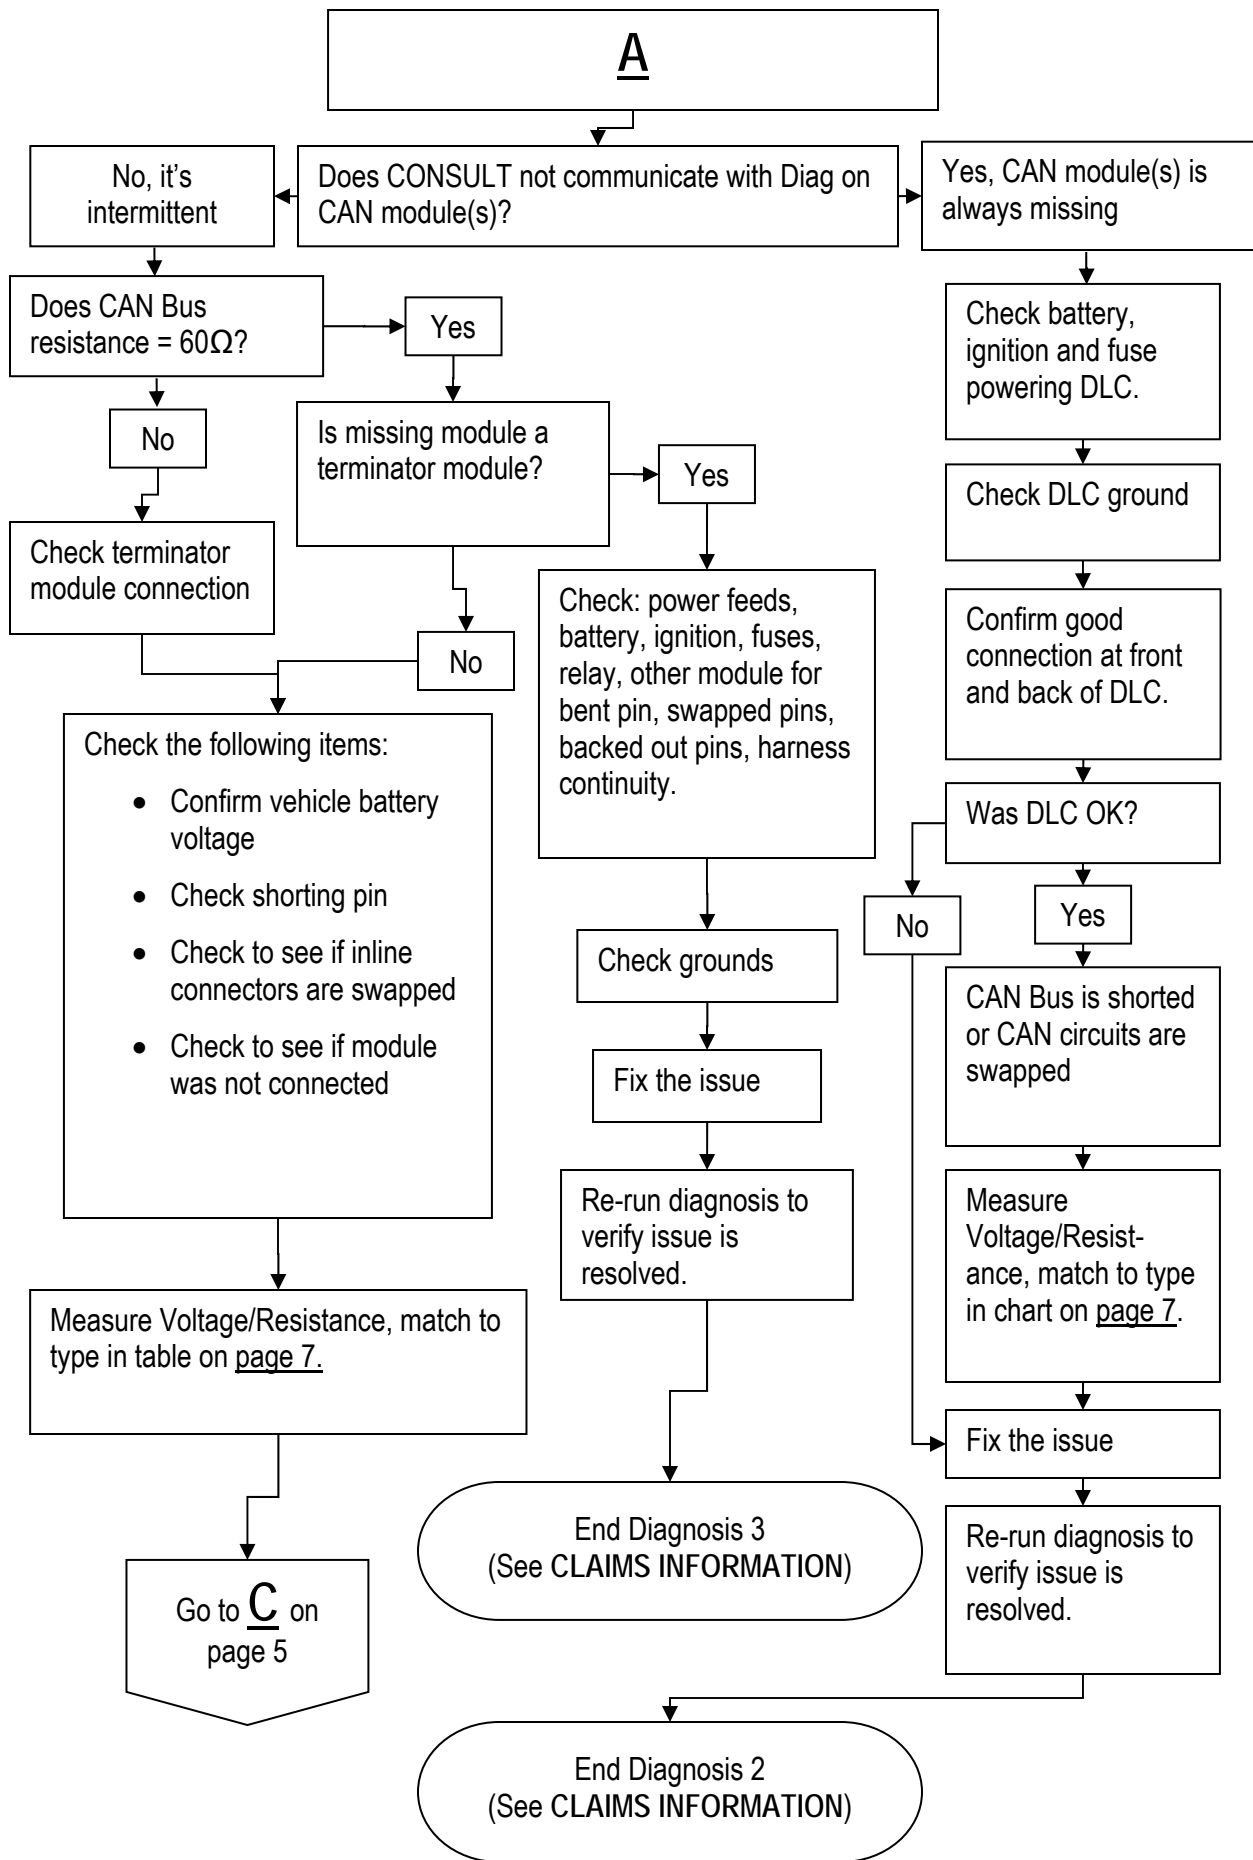 A
No, it's
intermittent
Does CONSULT not communicate with Diag on
CAN module(s)?
Yes, CAN module(s) is
always missing
Does CAN Bus
resistance = 60Ω?
Yes
No
Is missing module a
terminator module?
Yes
No
Check terminator
module connection
Check the following items:
• Confirm vehicle battery
voltage
• Check shorting pin
• Check to see if inline
connectors are swapped
• Check to see if module
was not connected
Measure Voltage/Resistance, match to
type in table on page 7.
Go to C on
page 5
Check: power feeds,
battery, ignition, fuses,
relay, other module for
bent pin, swapped pins,
backed out pins, harness
continuity.
Check grounds
Fix the issue
Re-run diagnosis to
verify issue is
resolved.
End Diagnosis 3
(See CLAIMS INFORMATION)
Check battery,
ignition and fuse
powering DLC.
Check DLC ground
Confirm good
connection at front
and back of DLC.
Was DLC OK?
No
Yes
CAN Bus is shorted
or CAN circuits are
swapped
Measure
Voltage/Resist-
ance, match to type
in chart on page 7.
Fix the issue
Re-run diagnosis to
verify issue is
resolved.
End Diagnosis 2
(See CLAIMS INFORMATION)